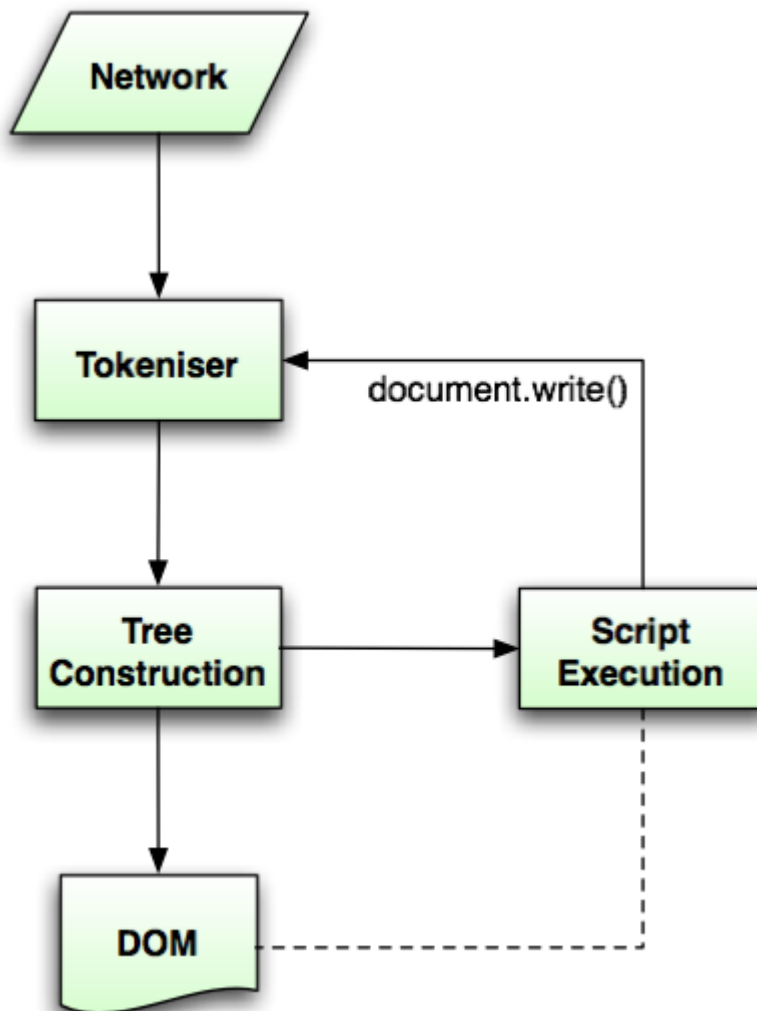 Network
Tokeniser
document.write()
Tree
Construction
Script
Execution
DOM